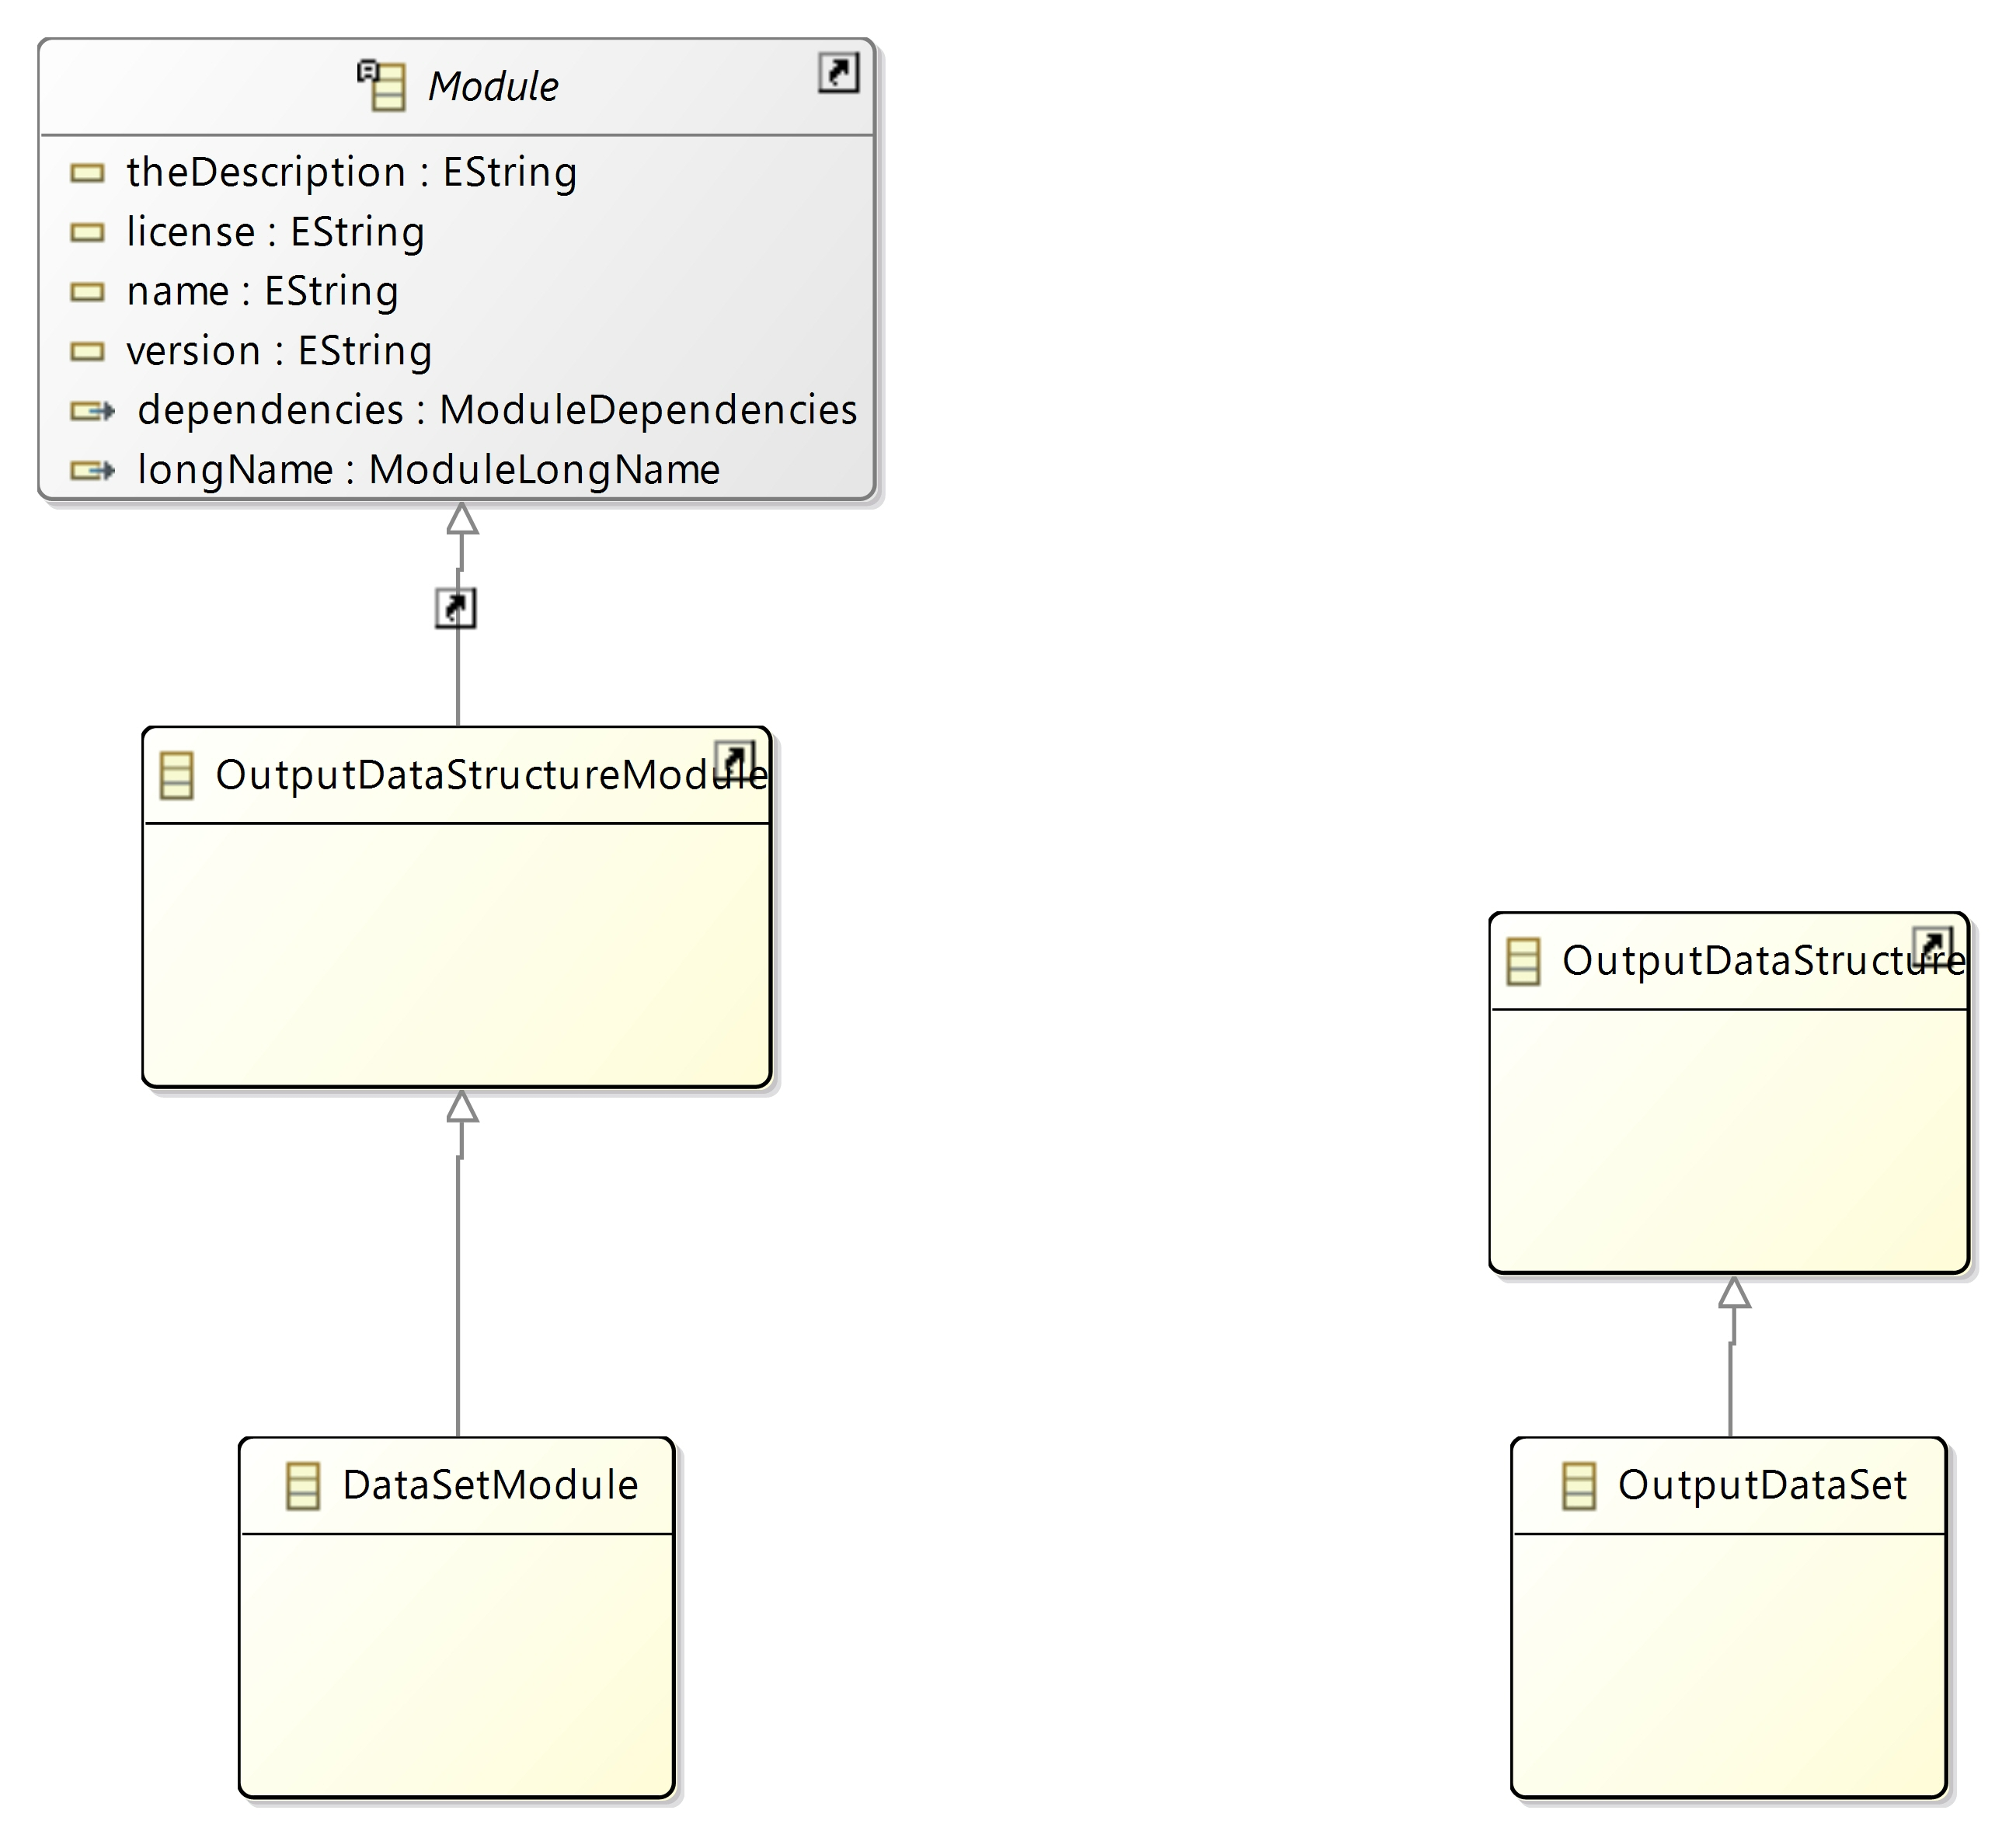 Module
theDescription : EString
license : EString
name : EString
version : EString
dependencies : ModuleDependencies
longName : ModuleLongName
OutputDataStructureModule
OutputDataStructure
DataSetModule
OutputDataSet